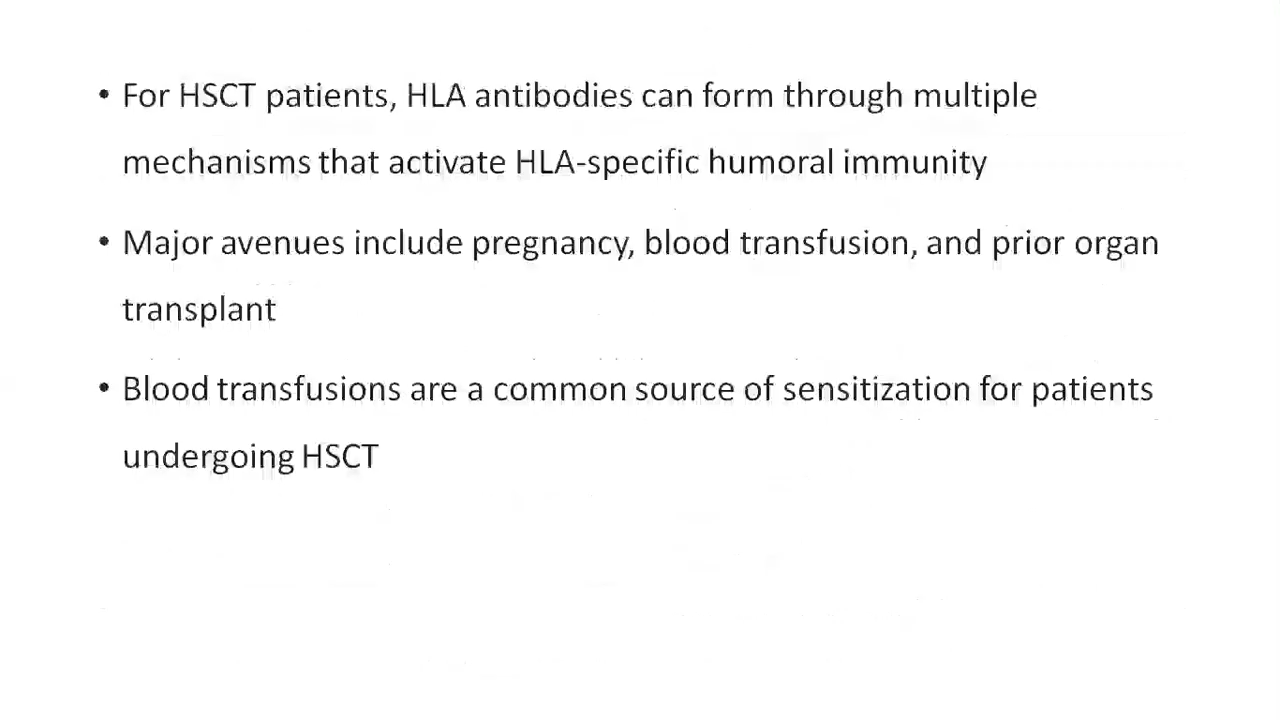 • For HSCT patients, HLA antibodies can form through multiple
mechanisms that activate HLA-specific humoral immunity
• Major avenues include pregnancy, blood transfusion, and prior organ
transplant
• Blood transfusions are a common source of sensitization for patients
undergoing HSCT